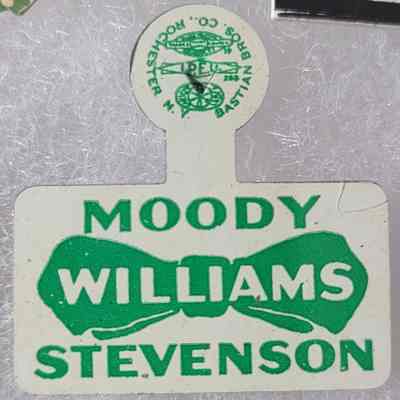 BASTIAN BROS. CO., ROCHESTER N.Y.
MOODY
WILLIAMS
STEVENSON